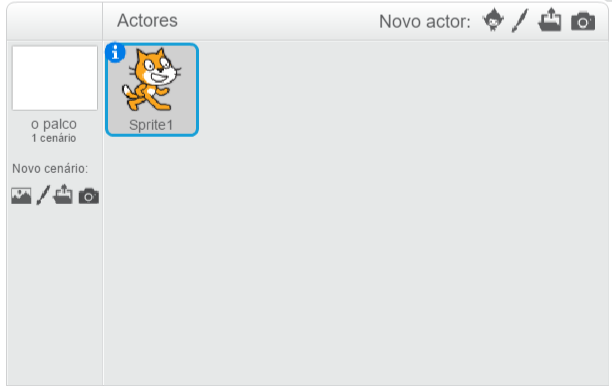 Actores
Novo actor:
o palco
1 cenário
Novo cenário:
Sprite1